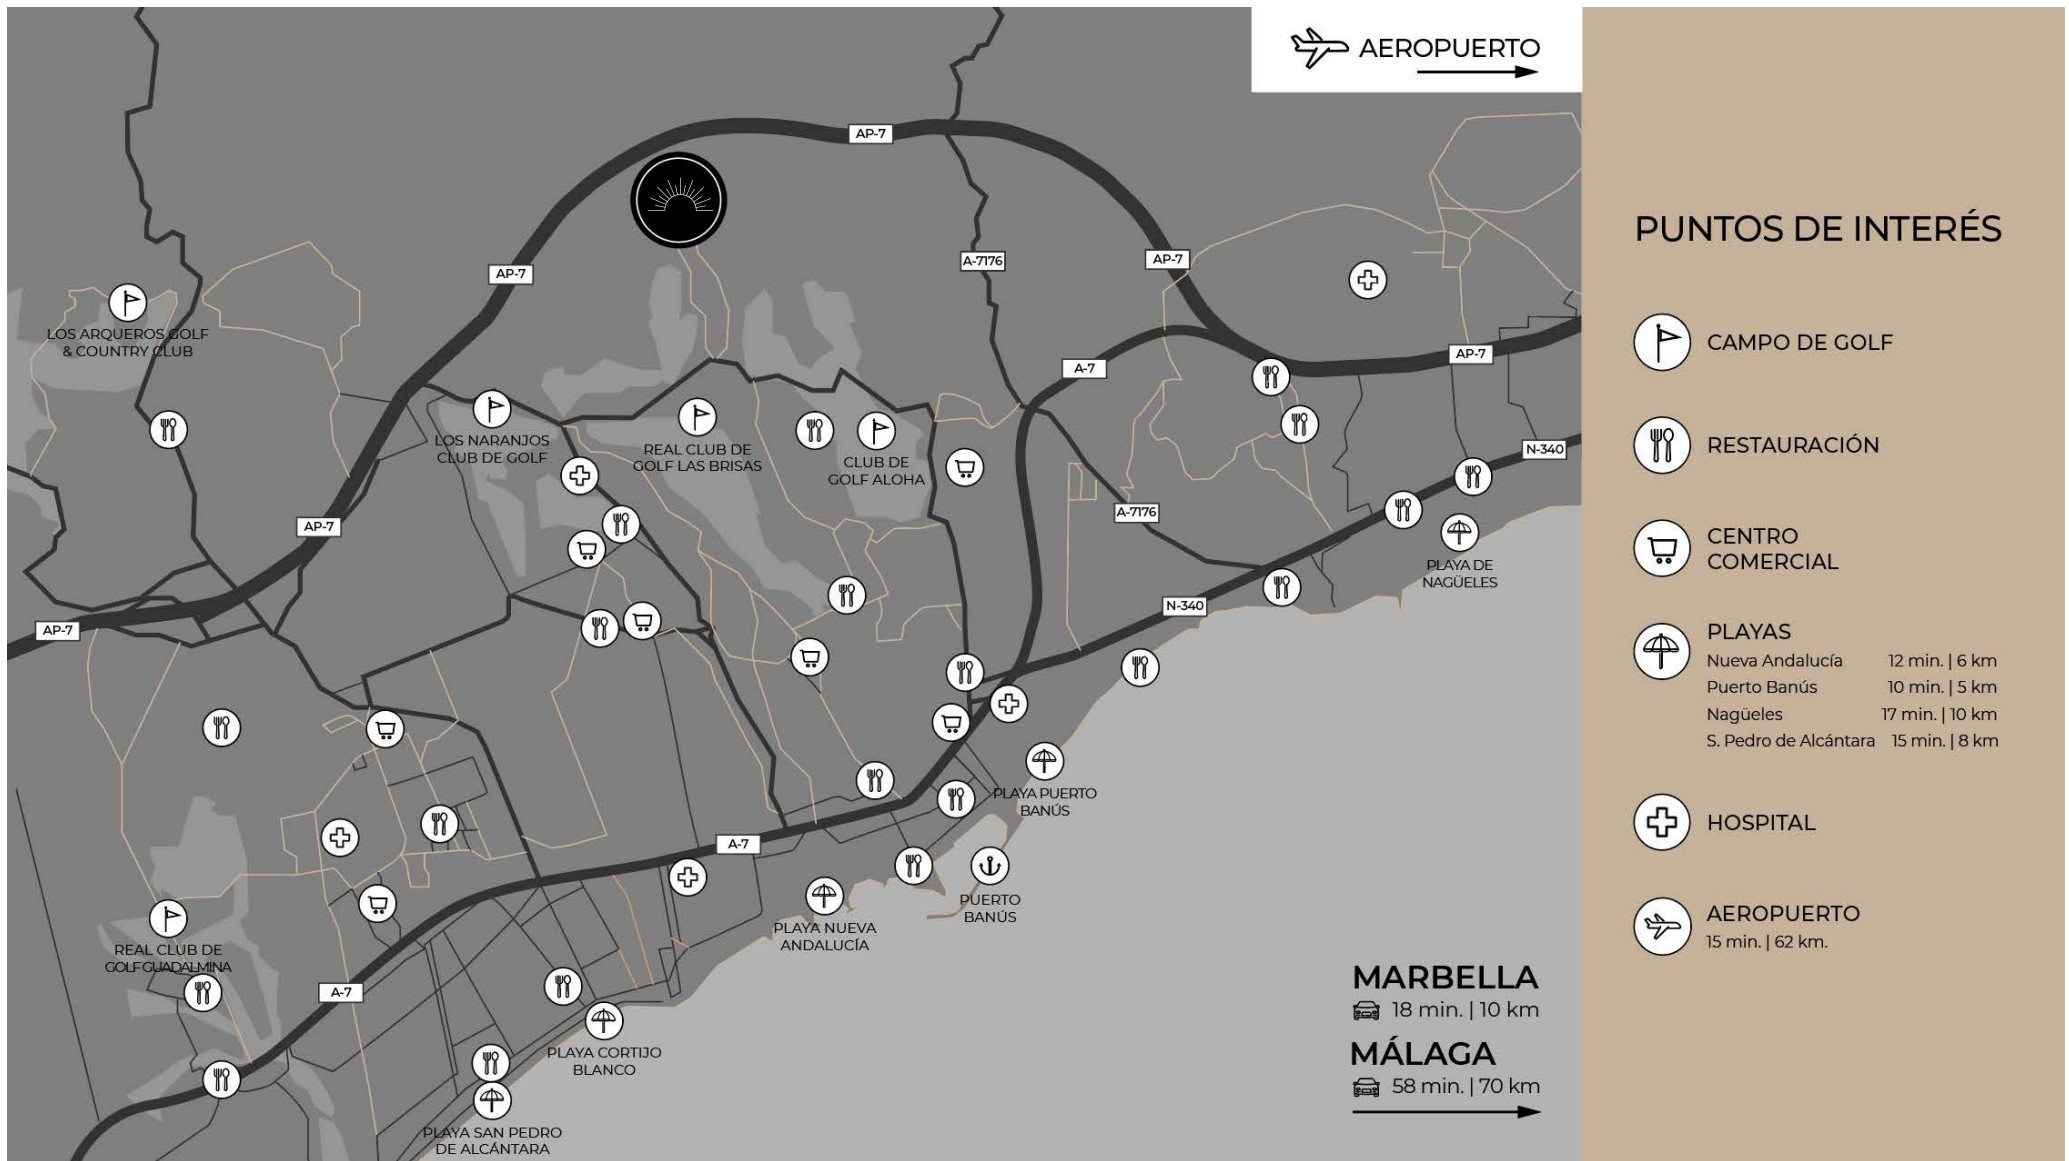 AEROPUERTO
AP-7
A-7176
AP-7
AP-7
LOS ARQUEROS GOLF
& COUNTRY CLUB
AP-7
A-7
LOS NARANJOS
CLUB DE GOLF
REAL CLUB DE
GOLF LAS BRISAS
CLUB DE
GOLF ALOHA
N-340
A-7176
AP-7
PLAYA DE
NAGÜELES
N-340
AP-7
PLAYA PUERTO
BANÚS
A-7
PUERTO
BANÚS
PLAYA NUEVA
ANDALUCÍA
REAL CLUB DE
GOLF GUADALMINA
A-7
PLAYA CORTIJO
BLANCO
PLAYA SAN PEDRO
DE ALCÁNTARA
MARBELLA
18 min. | 10 km
MÁLAGA
58 min. | 70 km
PUNTOS DE INTERÉS
CAMPO DE GOLF
RESTAURACIÓN
CENTRO
COMERCIAL
PLAYAS
Nueva Andalucía 12 min. | 6 km
Puerto Banús 10 min. | 5 km
Nagüeles 17 min. | 10 km
S. Pedro de Alcántara 15 min. | 8 km
HOSPITAL
AEROPUERTO
15 min. | 62 km.